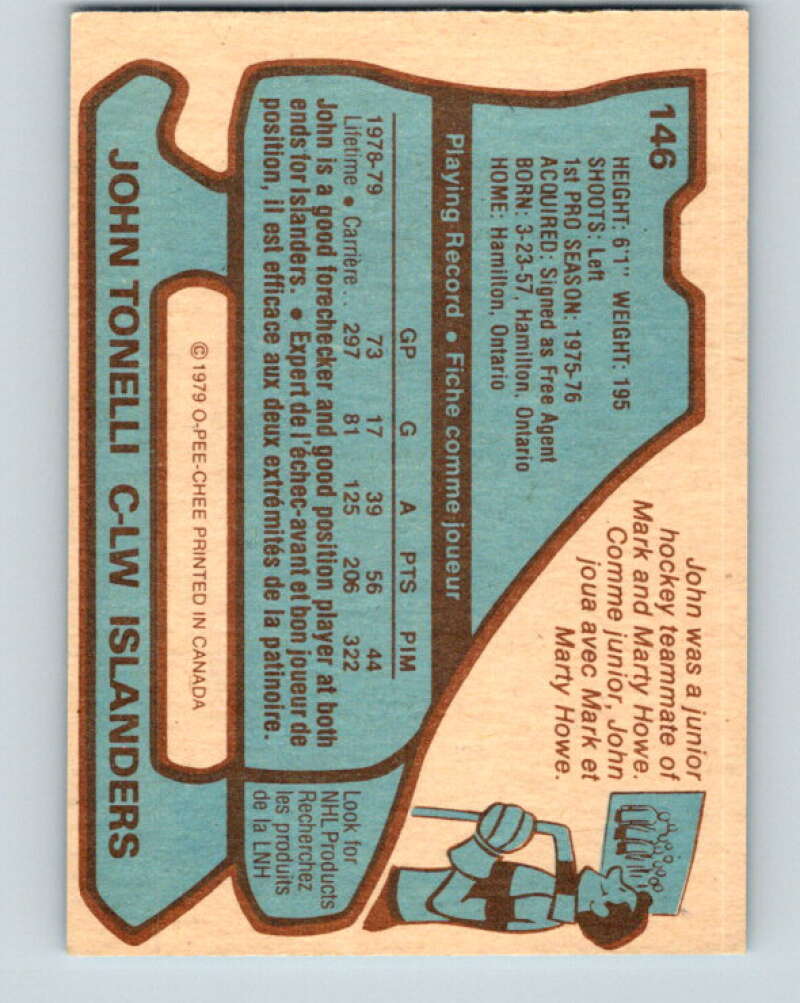 146
HEIGHT: 6'1" WEIGHT: 195
SHOOTS: Left
1st PRO SEASON: 1975-76
ACQUIRED: Signed as Free Agent
BORN: 3-23-57, Hamilton, Ontario
HOME: Hamilton, Ontario
John was a junior
hockey teammate of
Mark and Marty Howe.
Comme junior, John
joua avec Mark et
Marty Howe.
Playing Record • Fiche comme joueur
GP G A PTS PIM
1978-79 73 17 39 56 44
Lifetime • Carrière... 297 81 125 206 322
John is a good forechecker and good position player at both
ends for Islanders. • Expert de l'échec-avant et bon joueur de
position, il est efficace aux deux extrémités de la patinoire.
Look for
NHL Products
Recherchez
les produits
de la LNH
© 1979 O-PEE-CHEE PRINTED IN CANADA
JOHN TONELLI C-LW ISLANDERS